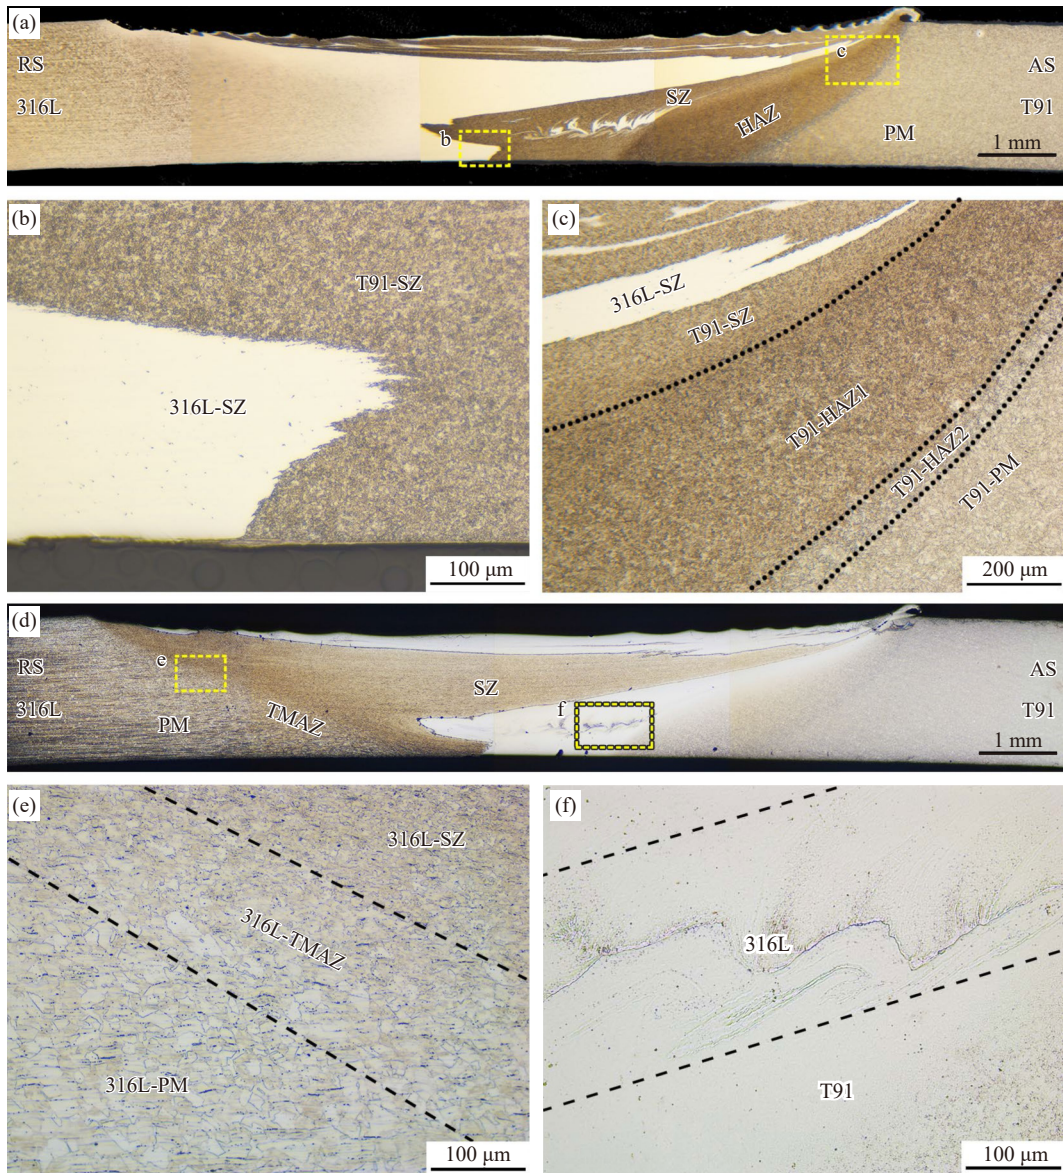 (a)
c
RS
AS
316L
SZ
T91
HAZ
b
PM
1 mm
(b)
(c)
T91-SZ
316L-SZ
316L-SZ
T91-SZ
T91-HAZ1
T91-HAZ2
T91-PM
100 μm
200 μm
(d)
e
RS
AS
SZ
316L
f
T91
PM
TMAZ
1 mm
(e)
(f)
316L-SZ
316L-TMAZ
316L
316L-PM
T91
100 μm
100 μm